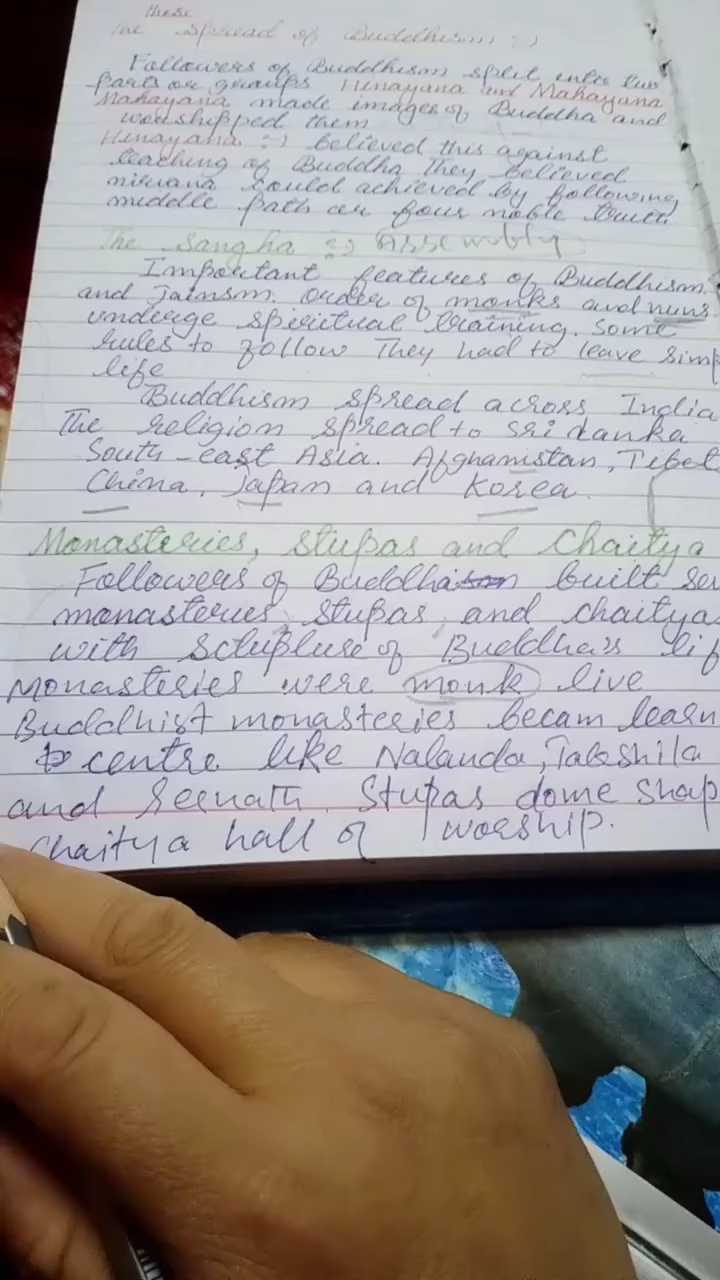 these
The Spread of Buddhism :-)
Followers of Buddhism split into two
parts or groups Hinayana and Mahayana
Mahayana made images of Buddha and
worshipped them
Hinayana :-) believed this against
teaching of Buddha They believed
nirvana could achieved by following
middle path or four noble truth.
The Sangha :-) Assembly
Important features of Buddhism
and Jainsm. order of monks and nuns.
undergo spiritual training. Some
rules to follow They had to leave simp
life
Buddhism spread across India
The religion spread to Sri Lanka
South-east Asia. Afghanistan, Tibet
China, Japan and Korea.
Monasteries, Stupas and Chaitya
Followers of Buddha built se
monasteries, stupas, and chaitya
with of Buddha's lif
Monasteries were monk live
Buddhist monasteries becam learn
centre like Nalanda, Takshila
and Stupas dome shap
Chaitya hall of worship.